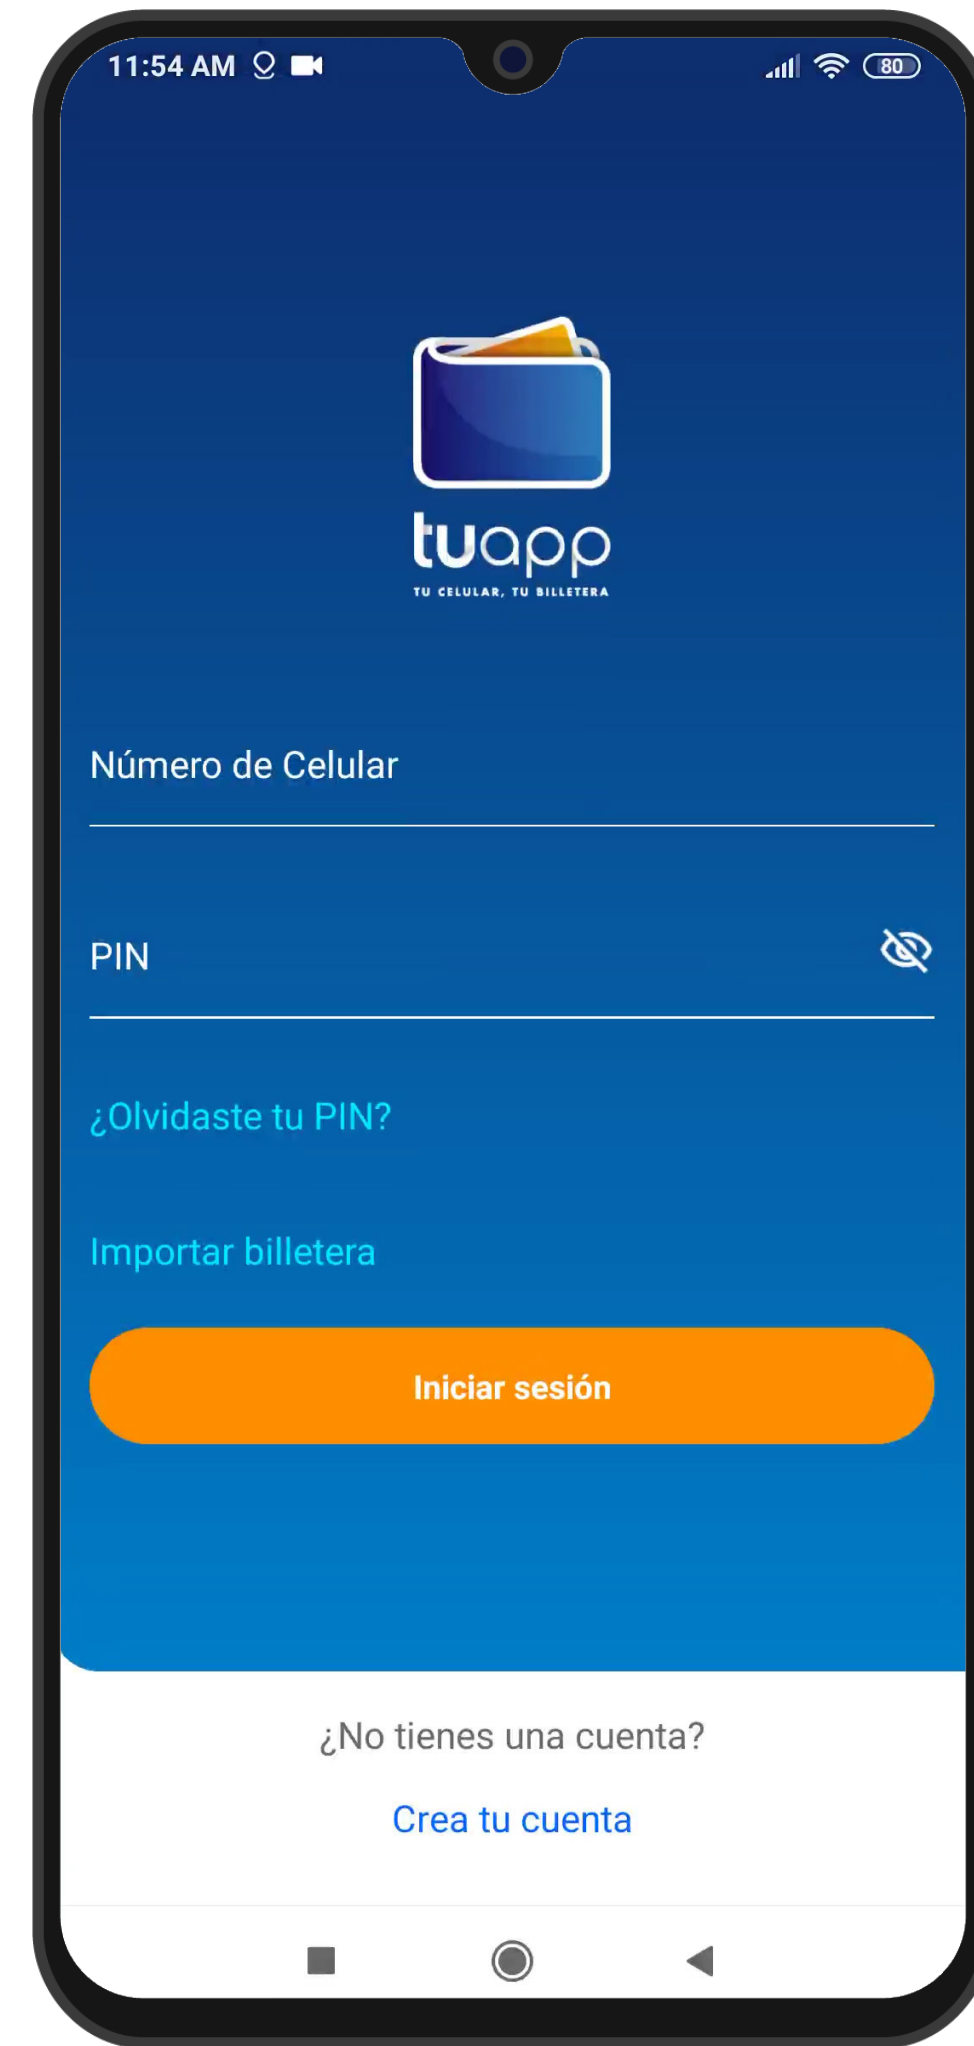 11:54 AM
80
tuapp
TU CELULAR, TU BILLETERA
Número de Celular
PIN
¿Olvidaste tu PIN?
Importar billetera
Iniciar sesión
¿No tienes una cuenta?
Crea tu cuenta